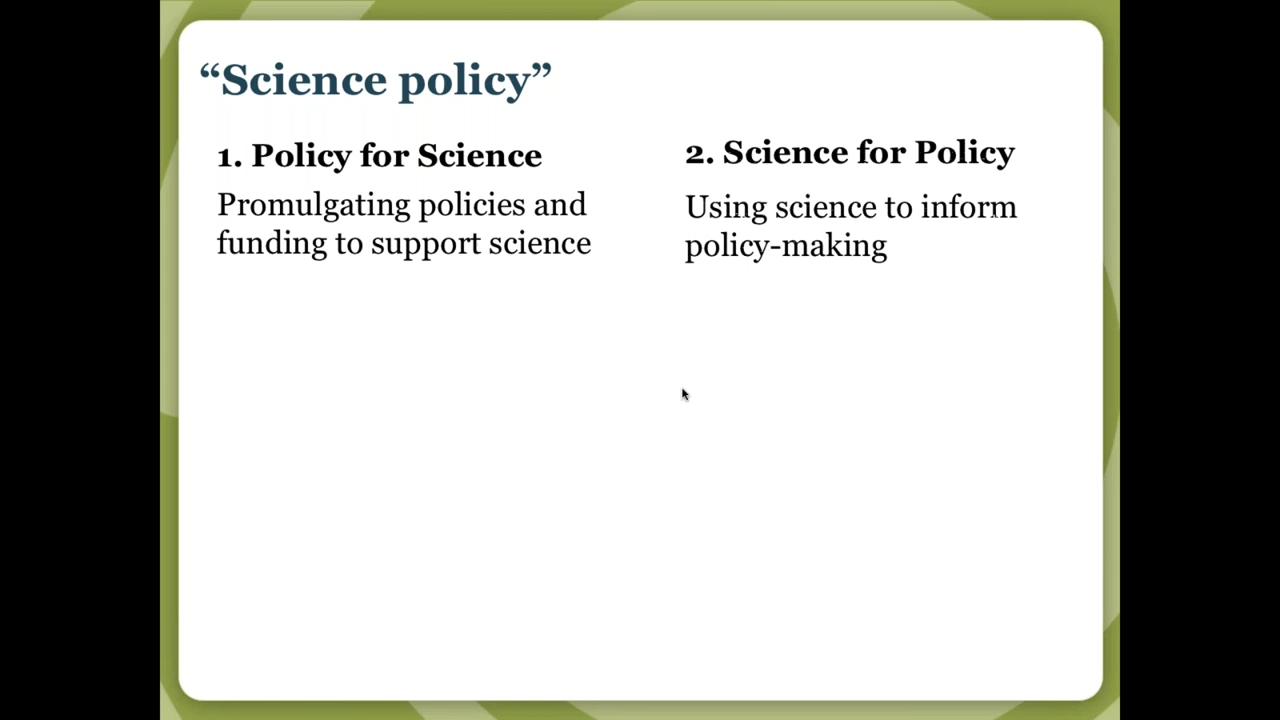 “Science policy”
1. Policy for Science
Promulgating policies and
funding to support science
2. Science for Policy
Using science to inform
policy-making